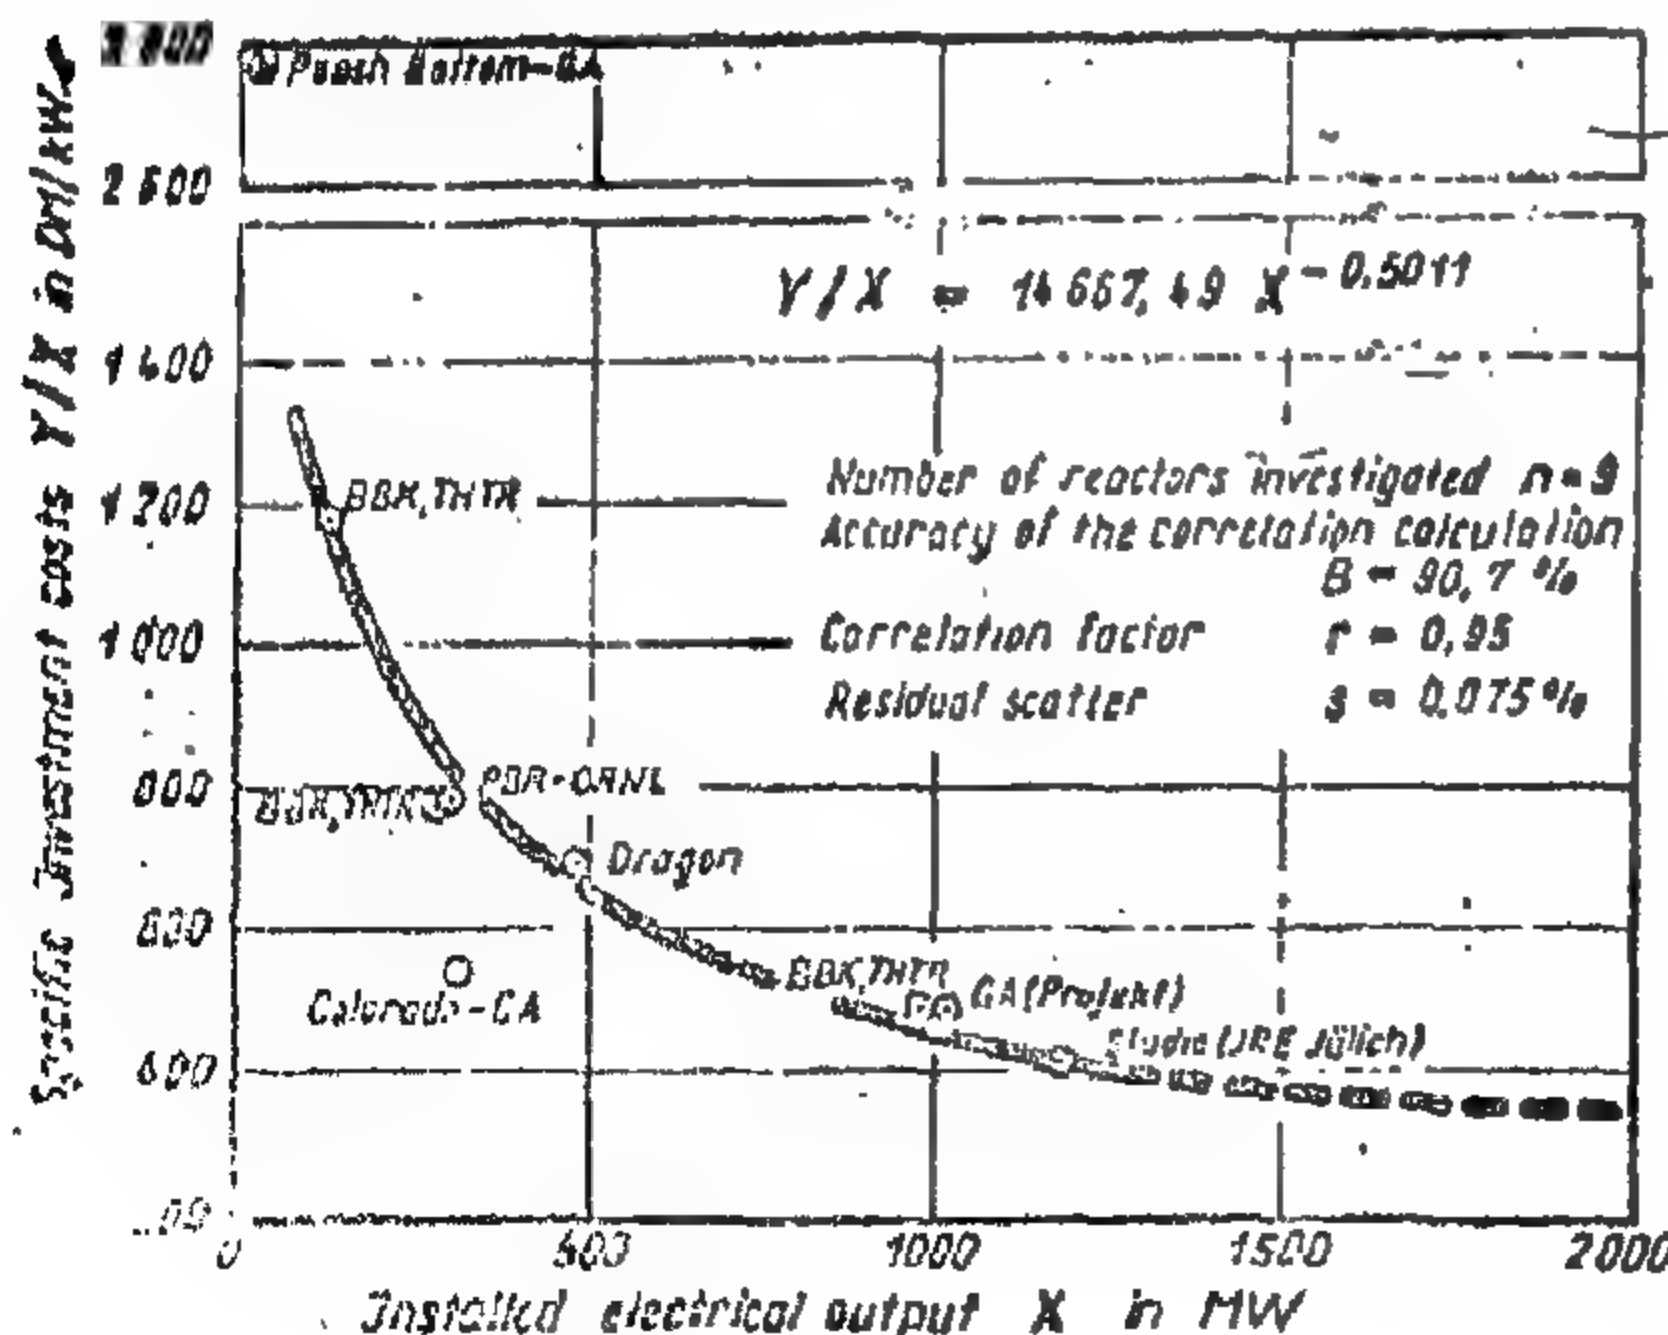 Specific Investment costs Y/X in DM/kW
Peach Bottom-GA
2 600
Y/X = 14 667,49 X^-0,5011
1 400
BBK,THTR
1 200
Number of reactors investigated n=9
Accuracy of the correlation calculation
B = 90,7 %
1 000
Correlation factor r = 0,95
Residual scatter s = 0,075 %
800
BBK,THTR
PBR-ORNL
Dragon
600
Colorado-GA
BBK,THTR
GA (Projekt)
Studie (JRE Jülich)
400
0 500 1000 1500 2000
Installed electrical output X in MW